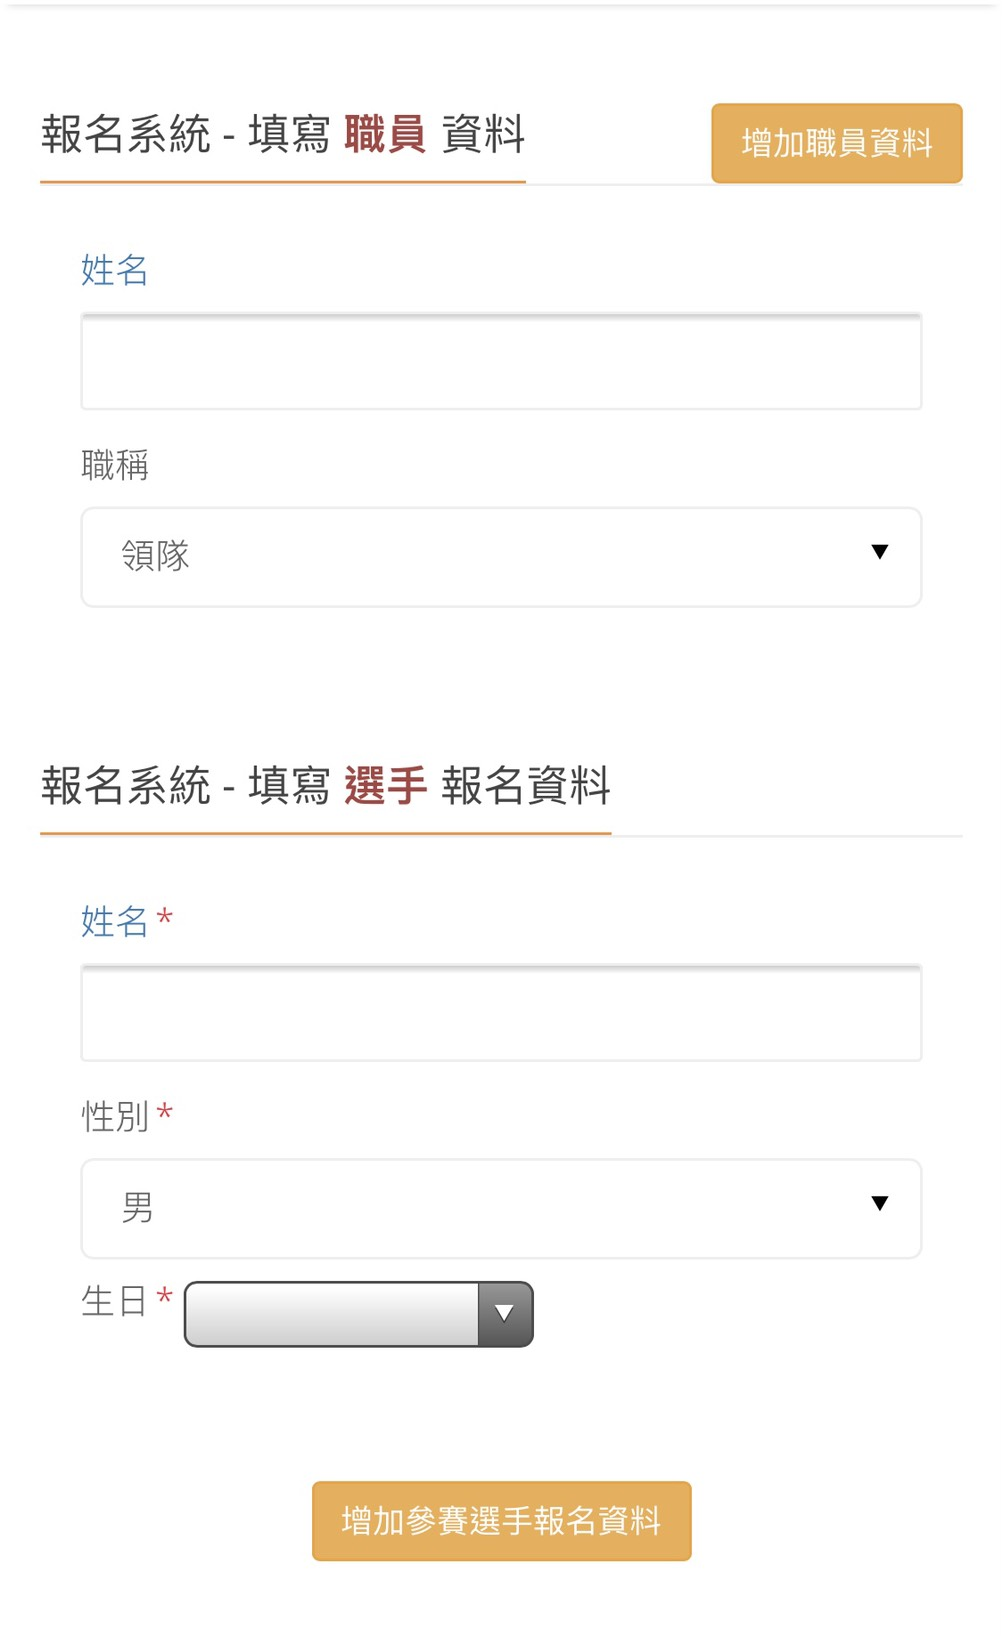 報名系統 - 填寫 職員 資料
增加職員資料
姓名
職稱
領隊
報名系統 - 填寫 選手 報名資料
姓名*
性別*
男
生日*
增加參賽選手報名資料